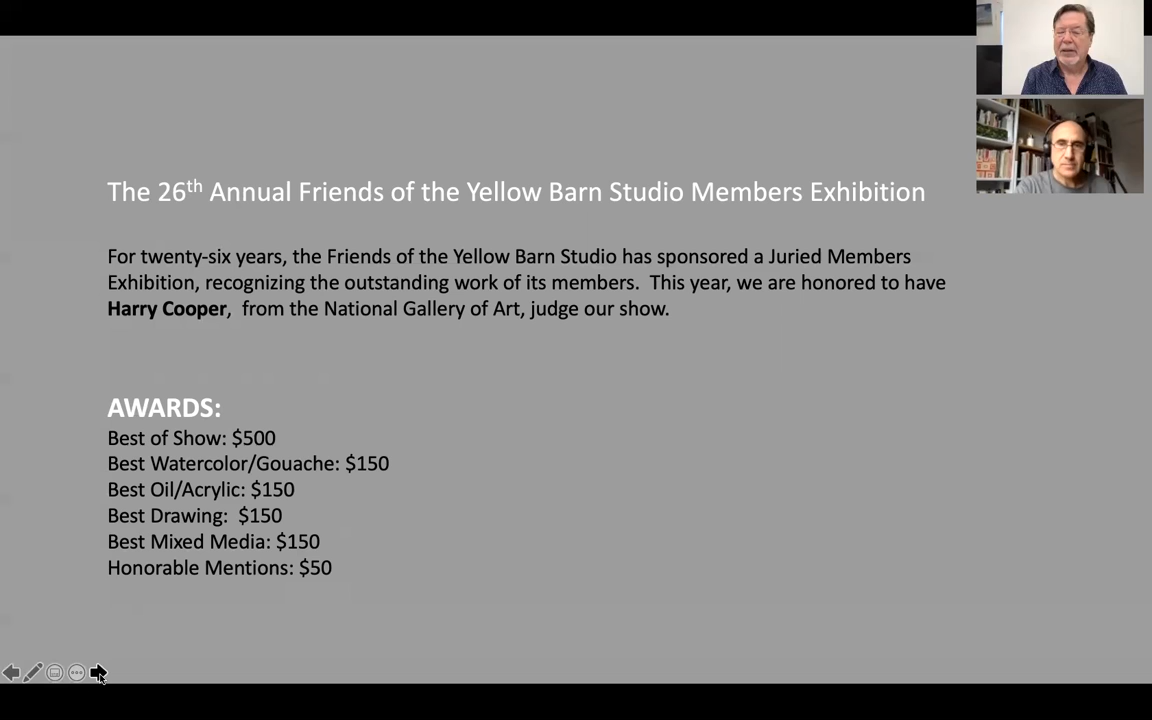 The 26th Annual Friends of the Yellow Barn Studio Members Exhibition
For twenty-six years, the Friends of the Yellow Barn Studio has sponsored a Juried Members
Exhibition, recognizing the outstanding work of its members.  This year, we are honored to have
Harry Cooper,  from the National Gallery of Art, judge our show.
AWARDS:
Best of Show: $500
Best Watercolor/Gouache: $150
Best Oil/Acrylic: $150
Best Drawing:  $150
Best Mixed Media: $150
Honorable Mentions: $50